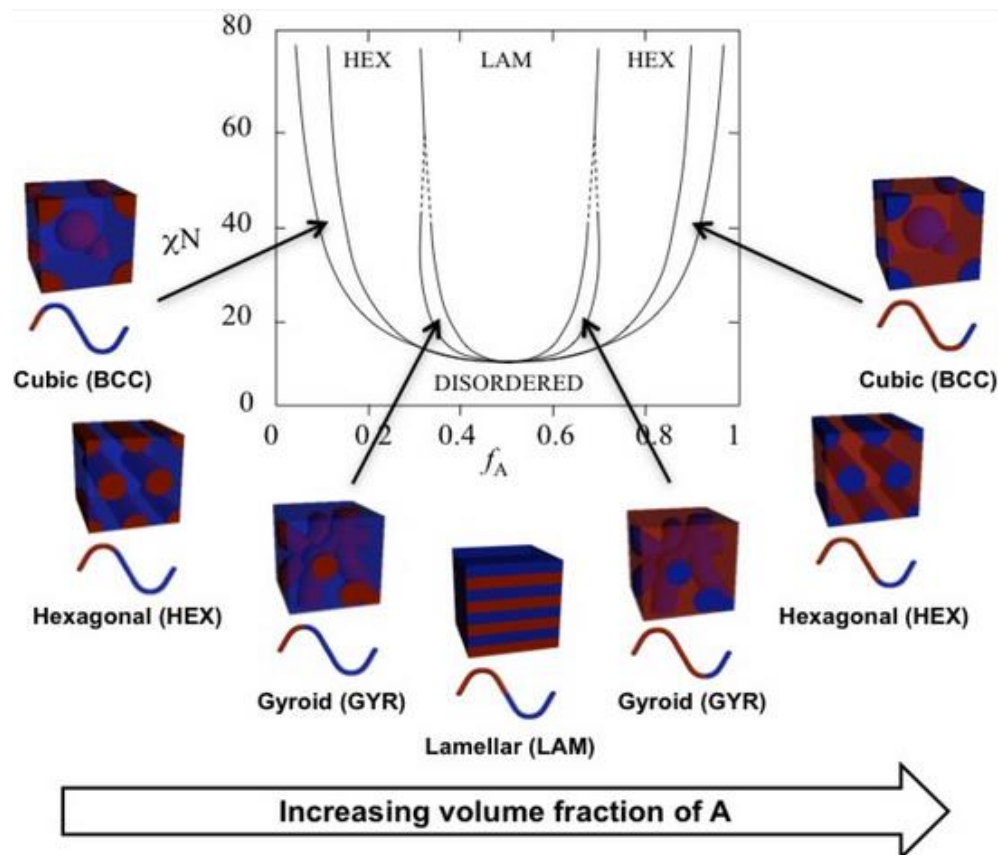 80
HEX LAM HEX
60
40
χN
20
DISORDERED
0
0 0.2 0.4 0.6 0.8 1
fA
Cubic (BCC)
Cubic (BCC)
Hexagonal (HEX)
Hexagonal (HEX)
Gyroid (GYR)
Gyroid (GYR)
Lamellar (LAM)
Increasing volume fraction of A